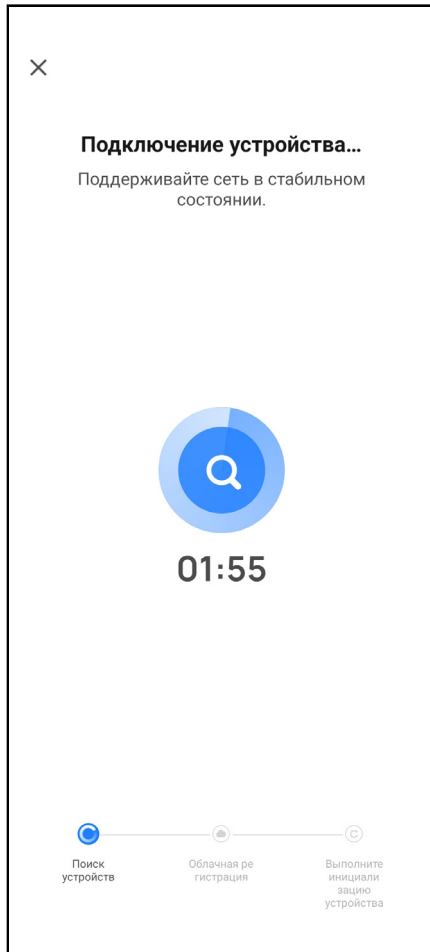 Подключение устройства...
Поддерживайте сеть в стабильном
состоянии.
01:55
Поиск
устройств
Облачная ре
гистрация
Выполните
инициали
зацию
устройства